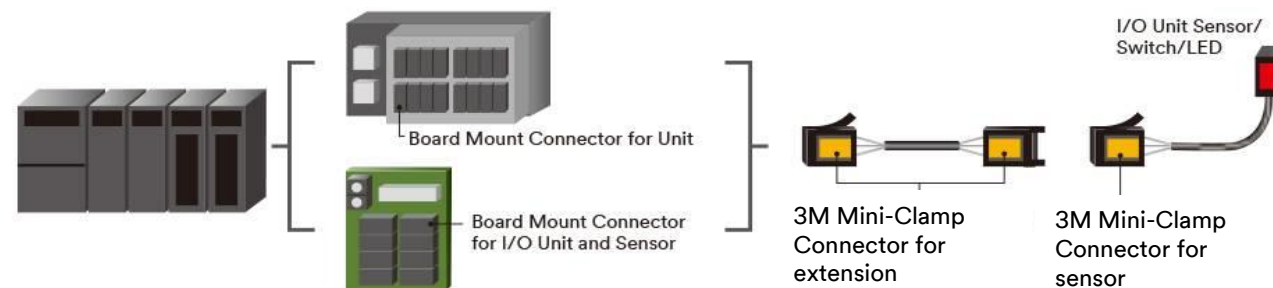 I/O Unit Sensor/
Switch/LED
Board Mount Connector for Unit
Board Mount Connector
for I/O Unit and Sensor
3M Mini-Clamp
Connector for
extension
3M Mini-Clamp
Connector for
sensor